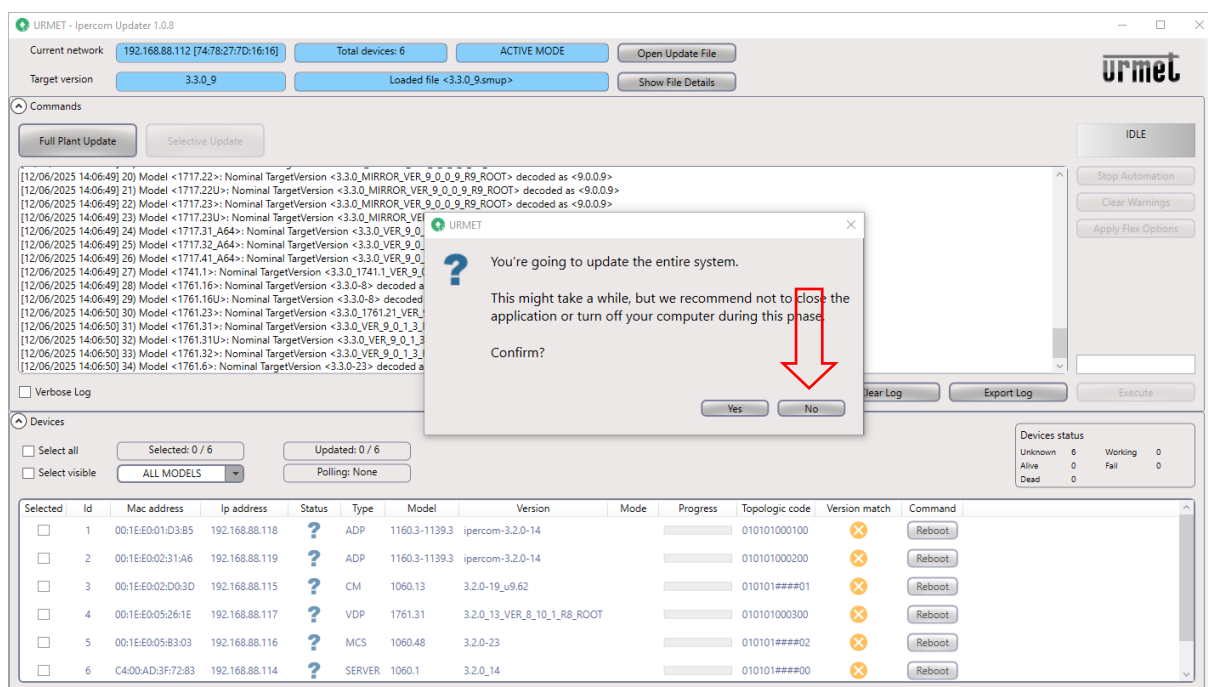 URMET - Ipercom Updater 1.0.8
Current network 192.168.88.112 [74:78:27:7D:16:16] Total devices: 6 ACTIVE MODE Open Update File
Target version 3.3.0_9 Loaded file <3.3.0_9.smup> Show File Details
urmet
Commands
Full Plant Update Selective Update IDLE
[12/06/2025 14:06:49] 20) Model <1717.22>: Nominal TargetVersion <3.3.0_MIRROR_VER_9_0_0_9_R9_ROOT> decoded as <9.0.0.9>
[12/06/2025 14:06:49] 21) Model <1717.22U>: Nominal TargetVersion <3.3.0_MIRROR_VER_9_0_0_9_R9_ROOT> decoded as <9.0.0.9>
[12/06/2025 14:06:49] 22) Model <1717.23>: Nominal TargetVersion <3.3.0_MIRROR_VER_9_0_0_9_R9_ROOT> decoded as <9.0.0.9>
[12/06/2025 14:06:49] 23) Model <1717.23U>: Nominal TargetVersion <3.3.0_MIRROR_VE
[12/06/2025 14:06:49] 24) Model <1717.31_A64>: Nominal TargetVersion <3.3.0_VER_9_0_
[12/06/2025 14:06:49] 25) Model <1717.32_A64>: Nominal TargetVersion <3.3.0_VER_9_0_
[12/06/2025 14:06:49] 26) Model <1717.41_A64>: Nominal TargetVersion <3.3.0_VER_9_0_
[12/06/2025 14:06:49] 27) Model <1741.1>: Nominal TargetVersion <3.3.0_1741.1_VER_9_0
[12/06/2025 14:06:49] 28) Model <1761.16>: Nominal TargetVersion <3.3.0-8> decoded a
[12/06/2025 14:06:49] 29) Model <1761.16U>: Nominal TargetVersion <3.3.0-8> decoded
[12/06/2025 14:06:50] 30) Model <1761.23>: Nominal TargetVersion <3.3.0_1761.21_VER_
[12/06/2025 14:06:50] 31) Model <1761.31>: Nominal TargetVersion <3.3.0_VER_9_0_1_3_
[12/06/2025 14:06:50] 32) Model <1761.31U>: Nominal TargetVersion <3.3.0_VER_9_0_1_3
[12/06/2025 14:06:50] 33) Model <1761.32>: Nominal TargetVersion <3.3.0_VER_9_0_1_3_
[12/06/2025 14:06:50] 34) Model <1761.6>: Nominal TargetVersion <3.3.0-23> decoded a
Stop Automation
Clear Warnings
Apply Flex Options
URMET
You're going to update the entire system.
This might take a while, but we recommend not to close the
application or turn off your computer during this phase.
Confirm?
Yes No
Verbose Log Clear Log Export Log Execute
Devices
Select all Selected: 0 / 6 Updated: 0 / 6
Select visible ALL MODELS Polling: None
Devices status
Unknown 6 Working 0
Alive 0 Fail 0
Dead 0
Selected Id Mac address Ip address Status Type Model Version Mode Progress Topologic code Version match Command
1 00:1E:E0:01:D3:B5 192.168.88.118 ? ADP 1160.3-1139.3 ipercom-3.2.0-14 010101000100 Reboot
2 00:1E:E0:02:31:A6 192.168.88.119 ? ADP 1160.3-1139.3 ipercom-3.2.0-14 010101000200 Reboot
3 00:1E:E0:02:D0:3D 192.168.88.115 ? CM 1060.13 3.2.0-19_u9.62 010101####01 Reboot
4 00:1E:E0:05:26:1E 192.168.88.117 ? VDP 1761.31 3.2.0_13_VER_8_10_1_R8_ROOT 010101000300 Reboot
5 00:1E:E0:05:B3:03 192.168.88.116 ? MCS 1060.48 3.2.0-23 010101####02 Reboot
6 C4:00:AD:3F:72:83 192.168.88.114 ? SERVER 1060.1 3.2.0_14 010101####00 Reboot